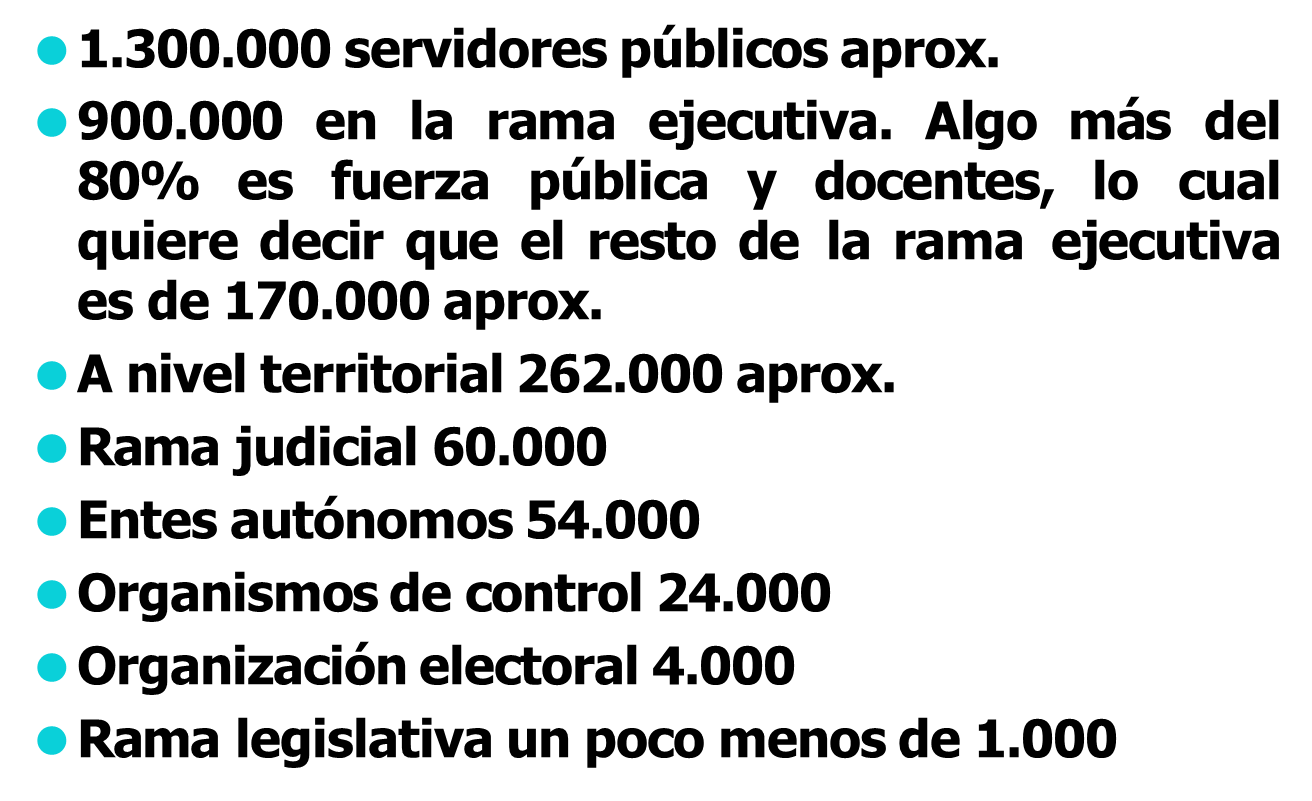 ● 1.300.000 servidores públicos aprox.
● 900.000 en la rama ejecutiva. Algo más del
80% es fuerza pública y docentes, lo cual
quiere decir que el resto de la rama ejecutiva
es de 170.000 aprox.
● A nivel territorial 262.000 aprox.
● Rama judicial 60.000
● Entes autónomos 54.000
● Organismos de control 24.000
● Organización electoral 4.000
● Rama legislativa un poco menos de 1.000